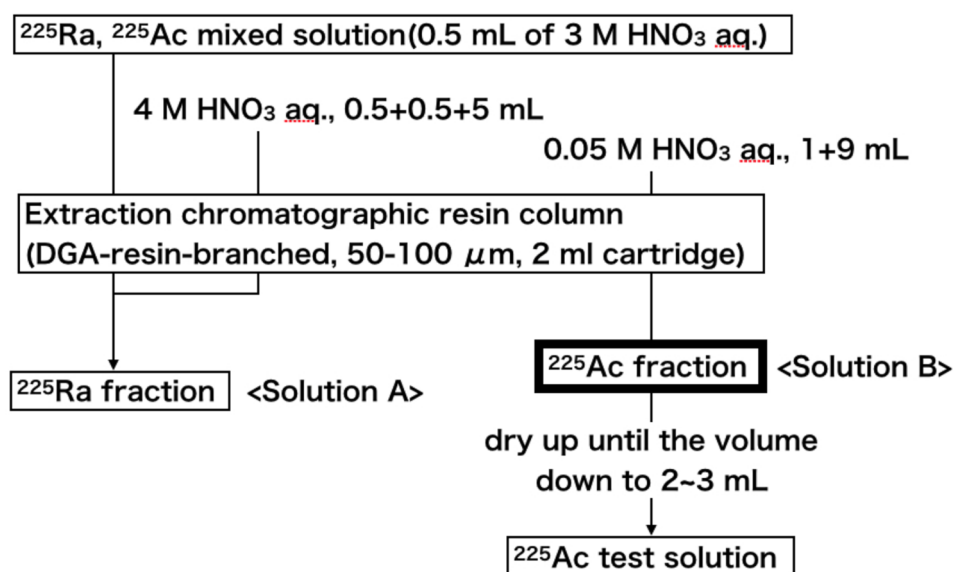 ²²⁵Ra, ²²⁵Ac mixed solution(0.5 mL of 3 M HNO₃ aq.)
4 M HNO₃ aq., 0.5+0.5+5 mL
0.05 M HNO₃ aq., 1+9 mL
Extraction chromatographic resin column
(DGA-resin-branched, 50-100 μm, 2 ml cartridge)
²²⁵Ac fraction <Solution B>
²²⁵Ra fraction <Solution A>
dry up until the volume
down to 2~3 mL
²²⁵Ac test solution